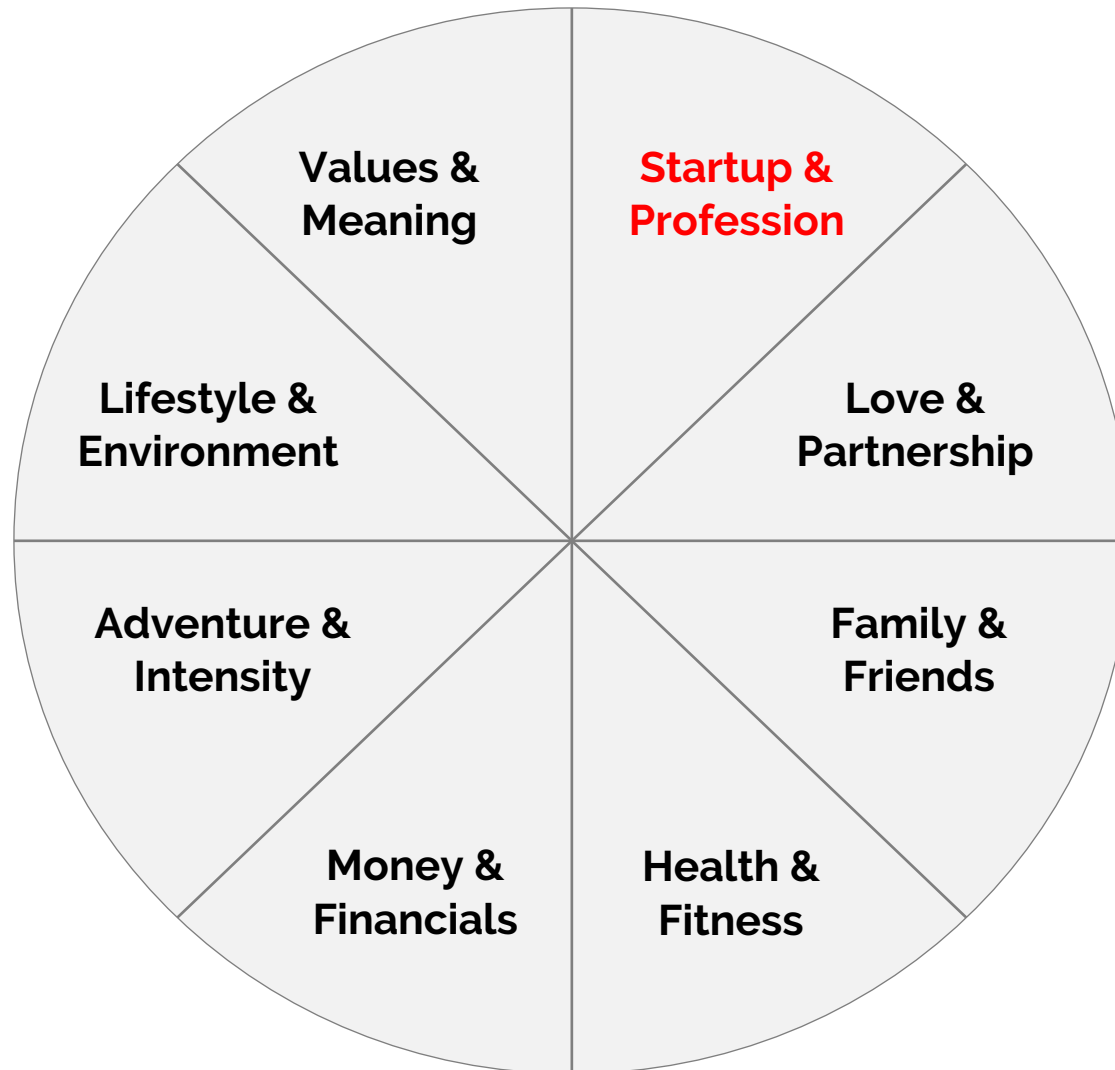 Values &
Meaning
Startup &
Profession
Lifestyle &
Environment
Love &
Partnership
Adventure &
Intensity
Family &
Friends
Money &
Financials
Health &
Fitness